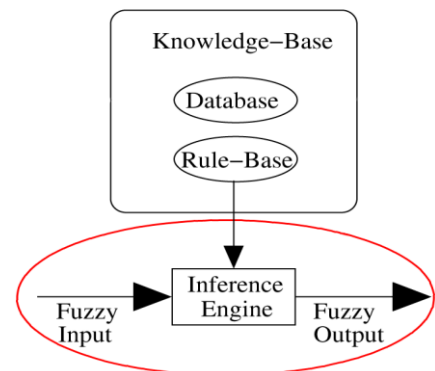 Knowledge–Base
Database
Rule–Base
Inference
Engine
Fuzzy
Input
Fuzzy
Output